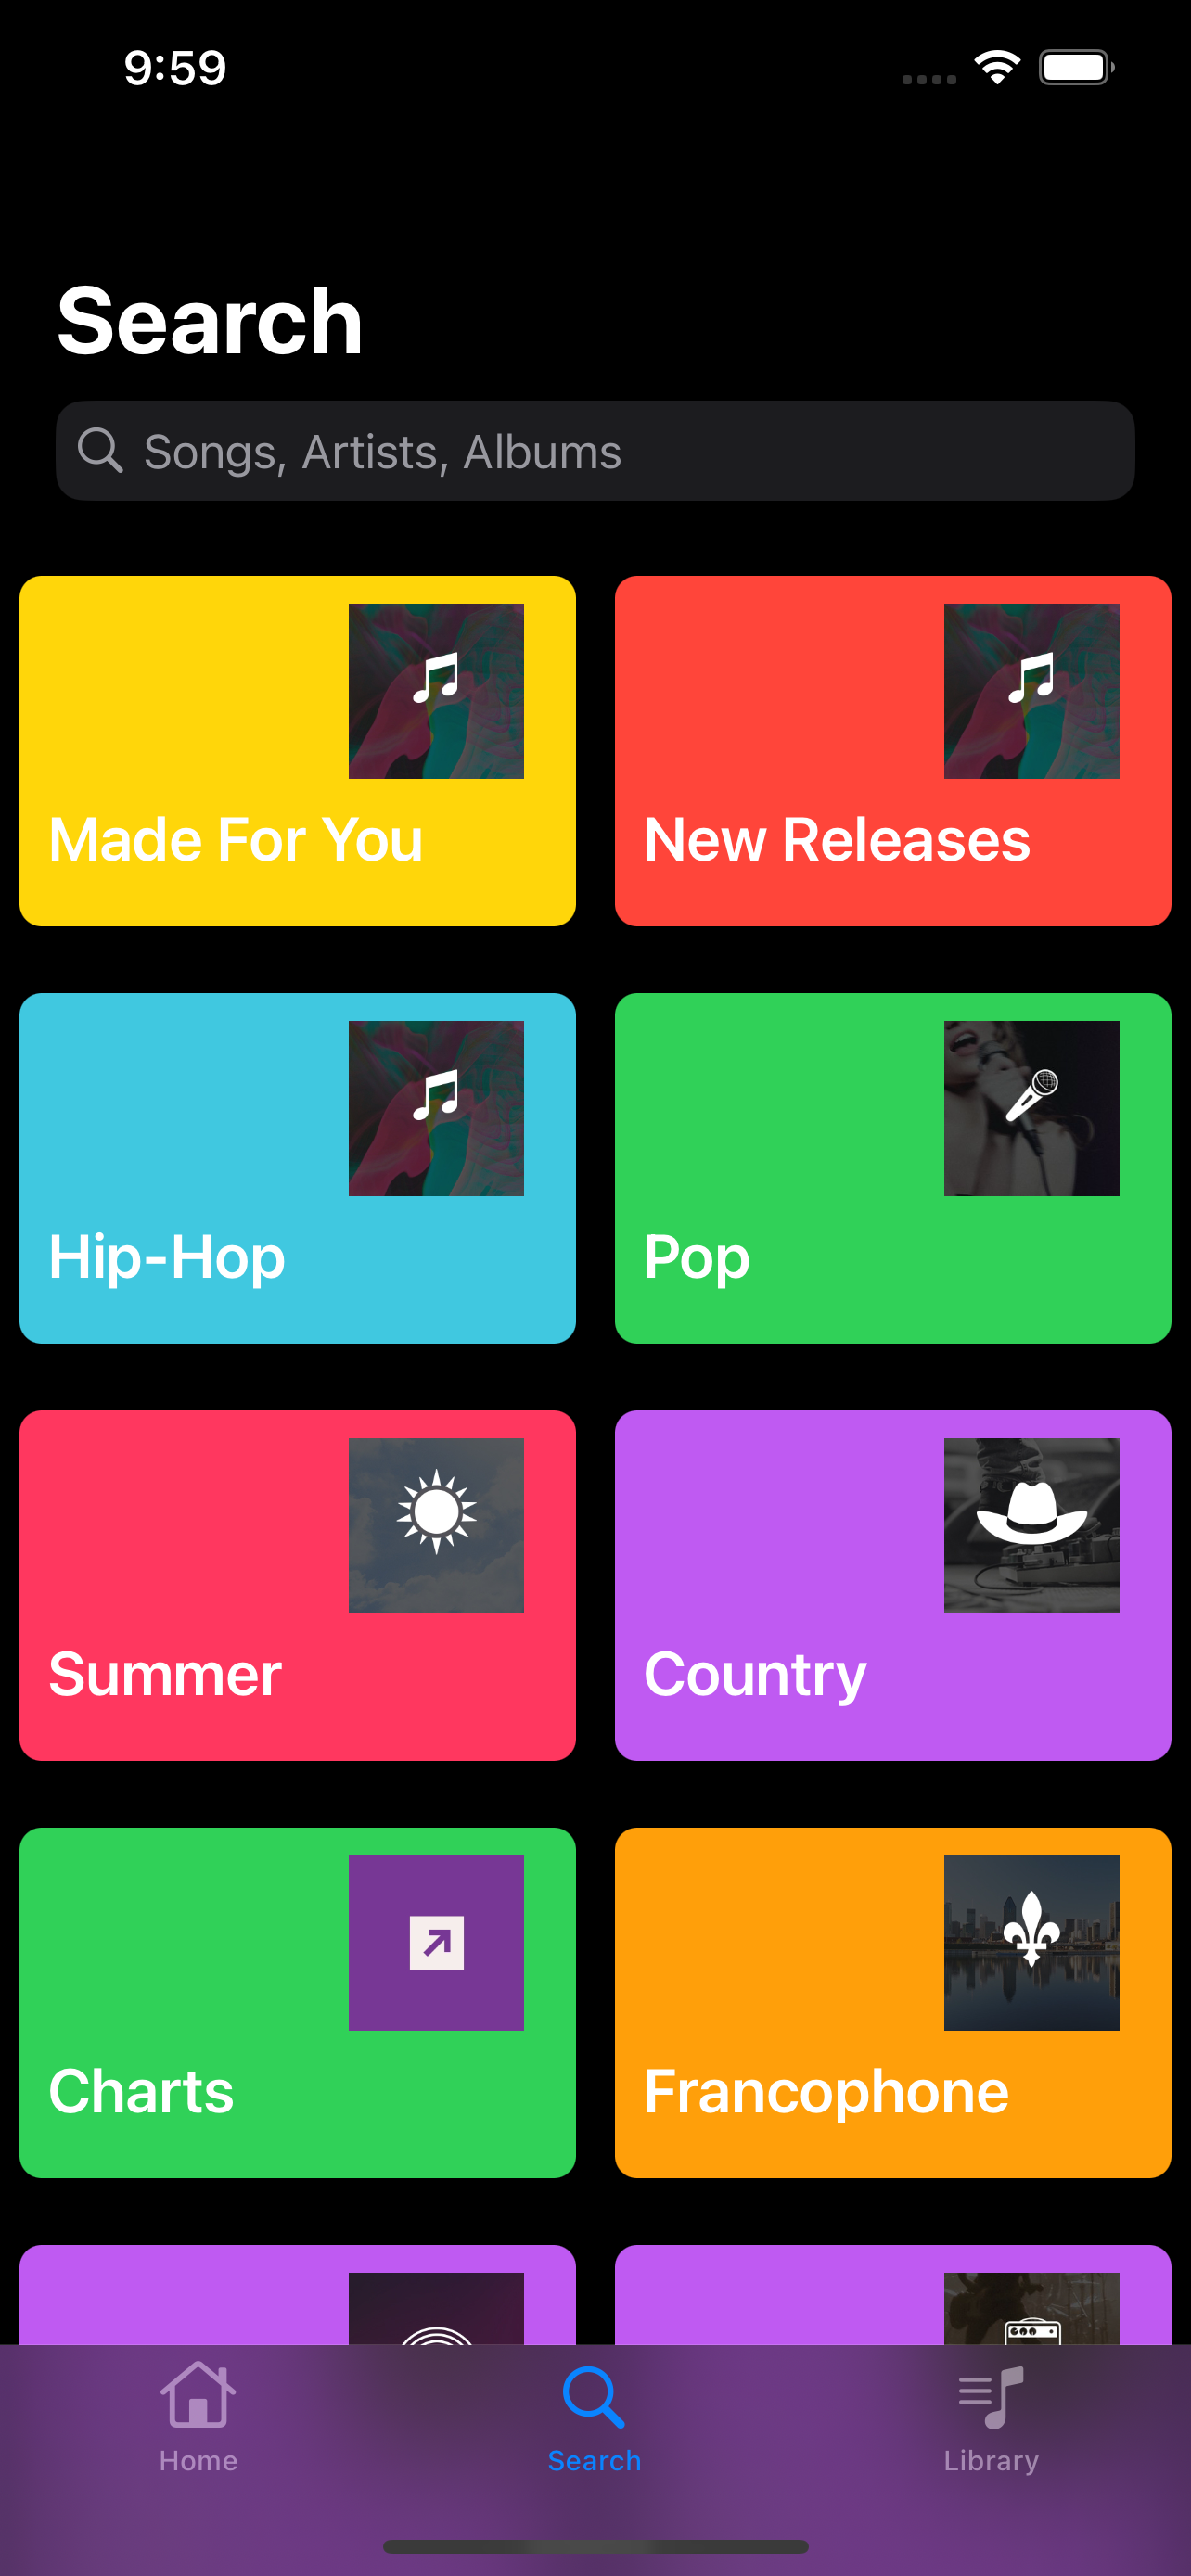 9:59
Search
Songs, Artists, Albums
Made For You
New Releases
Hip-Hop
Pop
Summer
Country
Charts
Francophone
Home
Search
Library